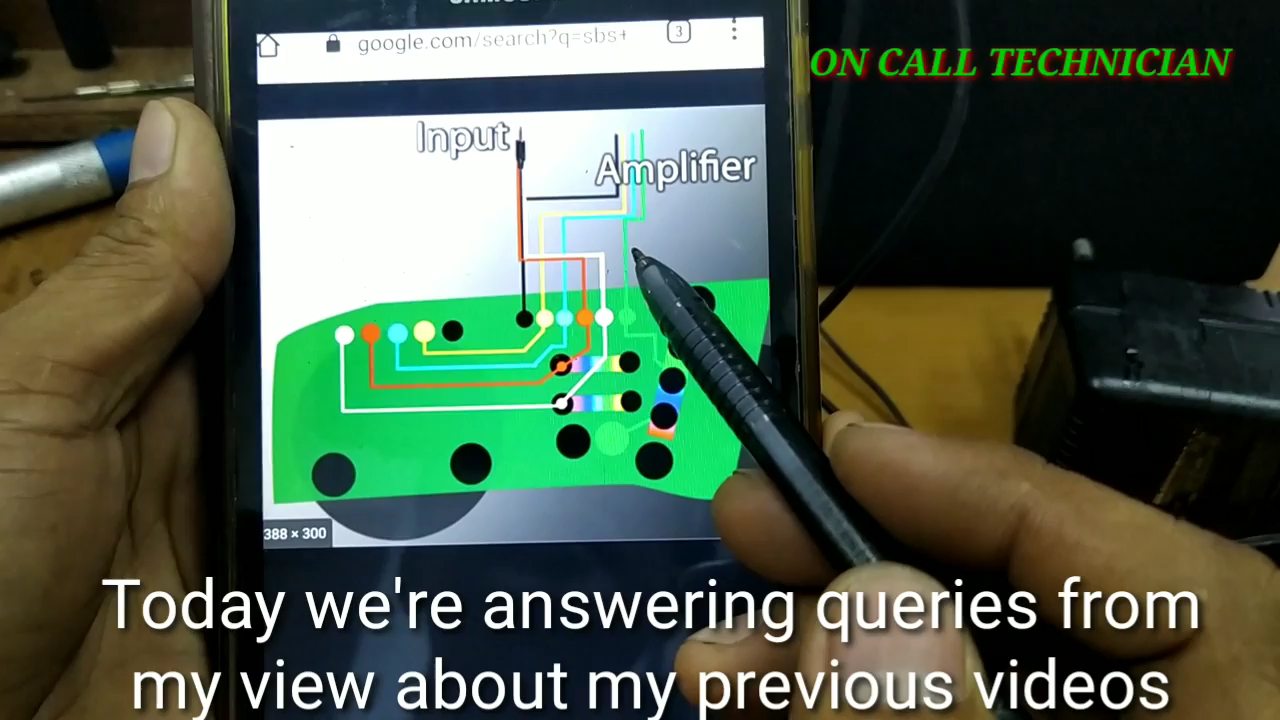 google.com/search?q=sbs+
3
ON CALL TECHNICIAN
Input
Amplifier
388 × 300
Today we're answering queries from
my view about my previous videos